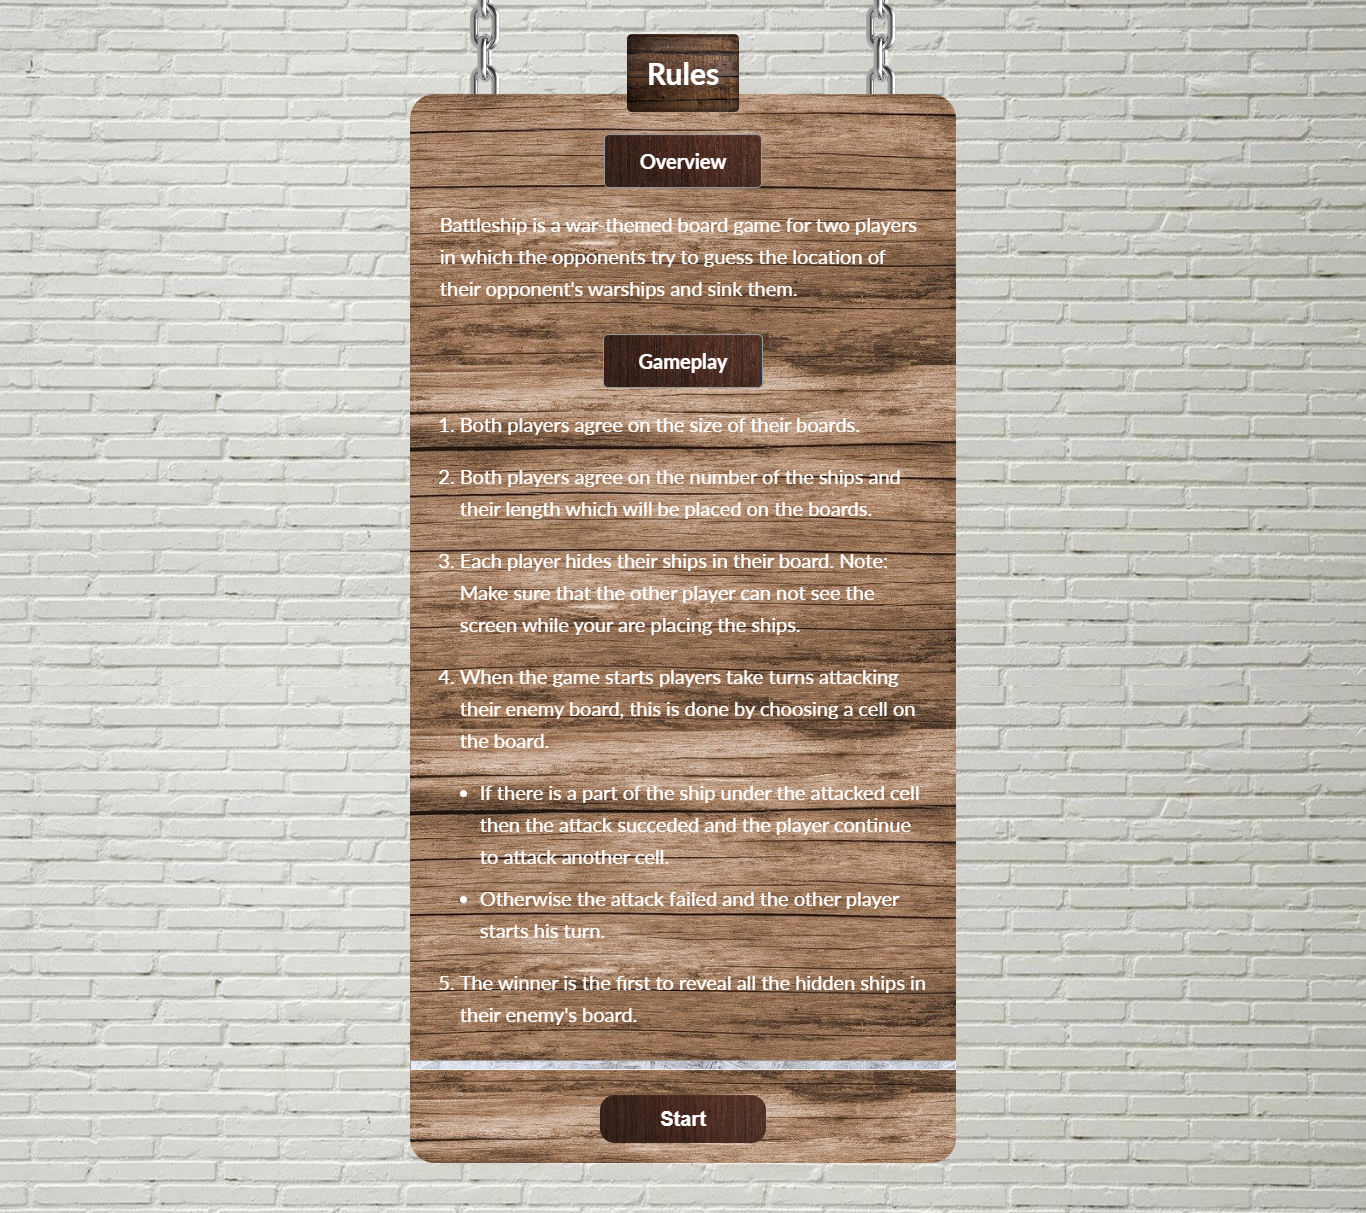 Rules
Overview
Battleship is a war-themed board game for two players
in which the opponents try to guess the location of
their opponent's warships and sink them.
Gameplay
1. Both players agree on the size of their boards.
2. Both players agree on the number of the ships and
their length which will be placed on the boards.
3. Each player hides their ships in their board. Note:
Make sure that the other player can not see the
screen while your are placing the ships.
4. When the game starts players take turns attacking
their enemy board, this is done by choosing a cell on
the board.
• If there is a part of the ship under the attacked cell
then the attack succeded and the player continue
to attack another cell.
• Otherwise the attack failed and the other player
starts his turn.
5. The winner is the first to reveal all the hidden ships in
their enemy's board.
Start